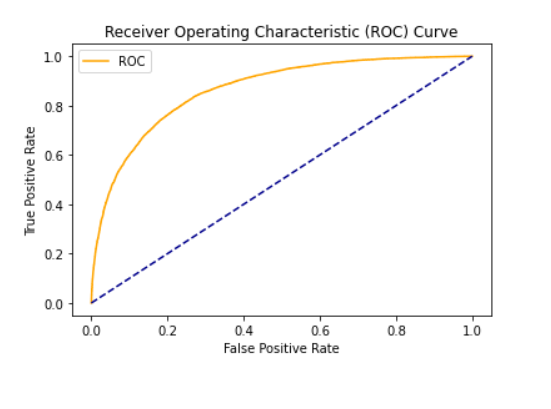 Receiver Operating Characteristic (ROC) Curve
ROC
1.0
0.8
0.6
0.4
0.2
0.0
True Positive Rate
0.0 0.2 0.4 0.6 0.8 1.0
False Positive Rate